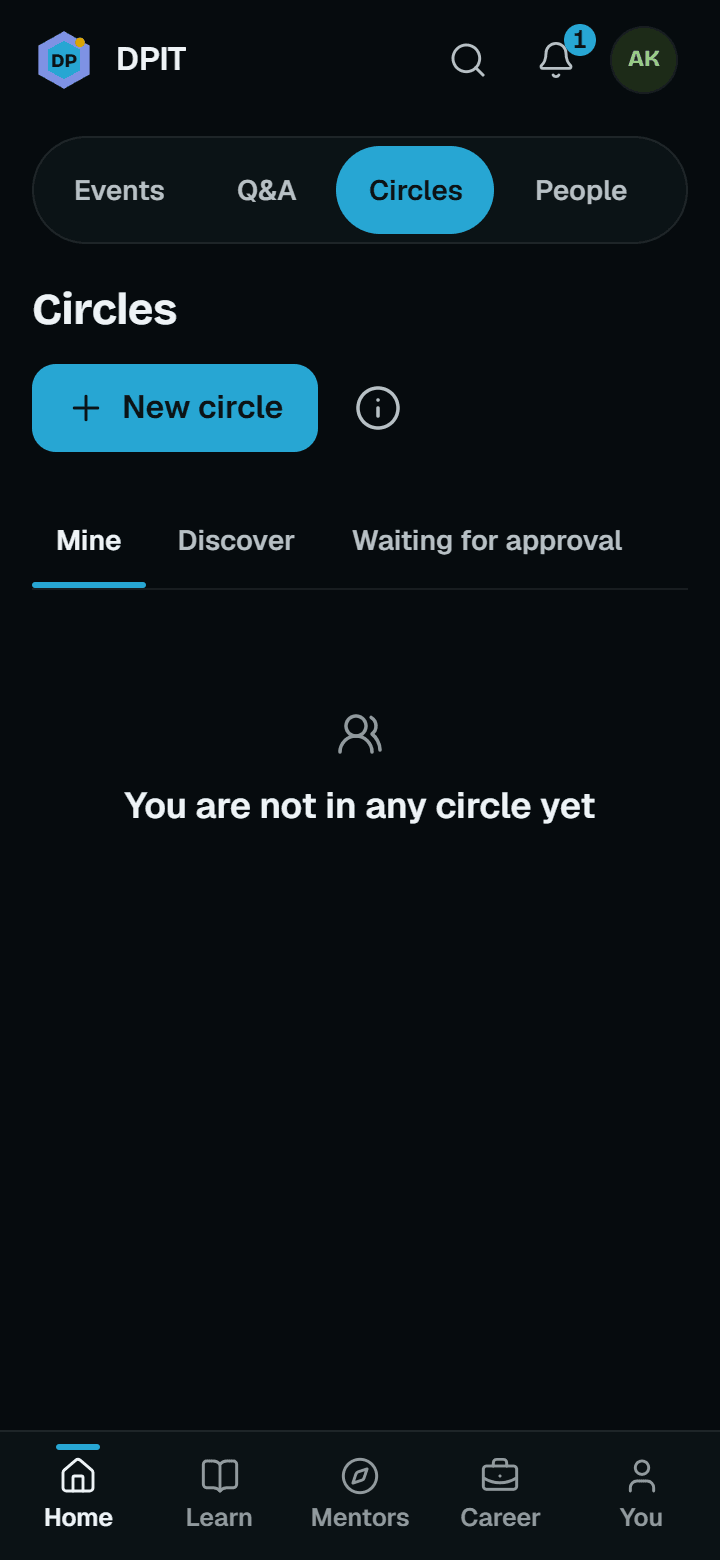 DP DPIT 1 AK
Events Q&A Circles People
Circles
New circle
Mine Discover Waiting for approval
You are not in any circle yet
Home Learn Mentors Career You